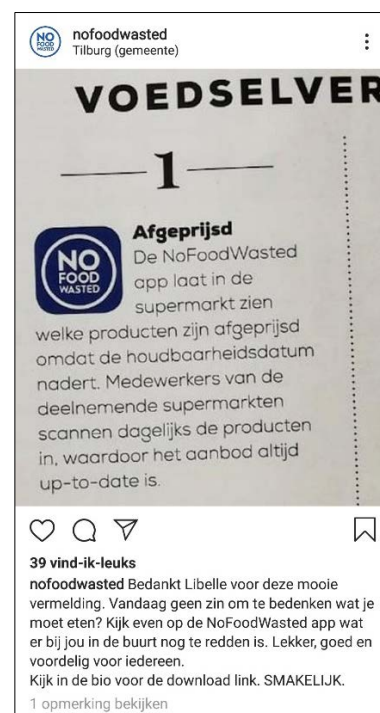 NO
FOOD
WASTED
nofoodwasted
Tilburg (gemeente)
VOEDSELVER
1
NO
FOOD
WASTED
Afgeprijsd
De NoFoodWasted
app laat in de
supermarkt zien
welke producten zijn afgeprijsd
omdat de houdbaarheidsdatum
nadert. Medewerkers van de
deelnemende supermarkten
scannen dagelijks de producten
in, waardoor het aanbod altijd
up-to-date is.
39 vind-ik-leuks
nofoodwasted Bedankt Libelle voor deze mooie
vermelding. Vandaag geen zin om te bedenken wat je
moet eten? Kijk even op de NoFoodWasted app wat
er bij jou in de buurt nog te redden is. Lekker, goed en
voordelig voor iedereen.
Kijk in de bio voor de download link. SMAKELIJK.
1 opmerking bekijken